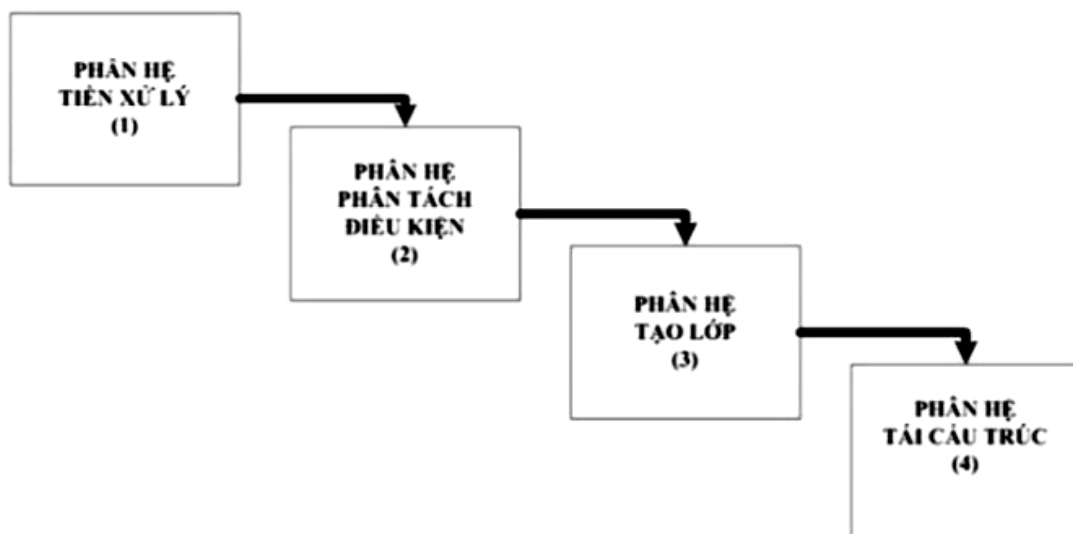 PHÂN HỆ
TIỀN XỬ LÝ
(1)
PHÂN HỆ
PHÂN TÁCH
ĐIỀU KIỆN
(2)
PHÂN HỆ
TẠO LỚP
(3)
PHÂN HỆ
TÁI CẤU TRÚC
(4)